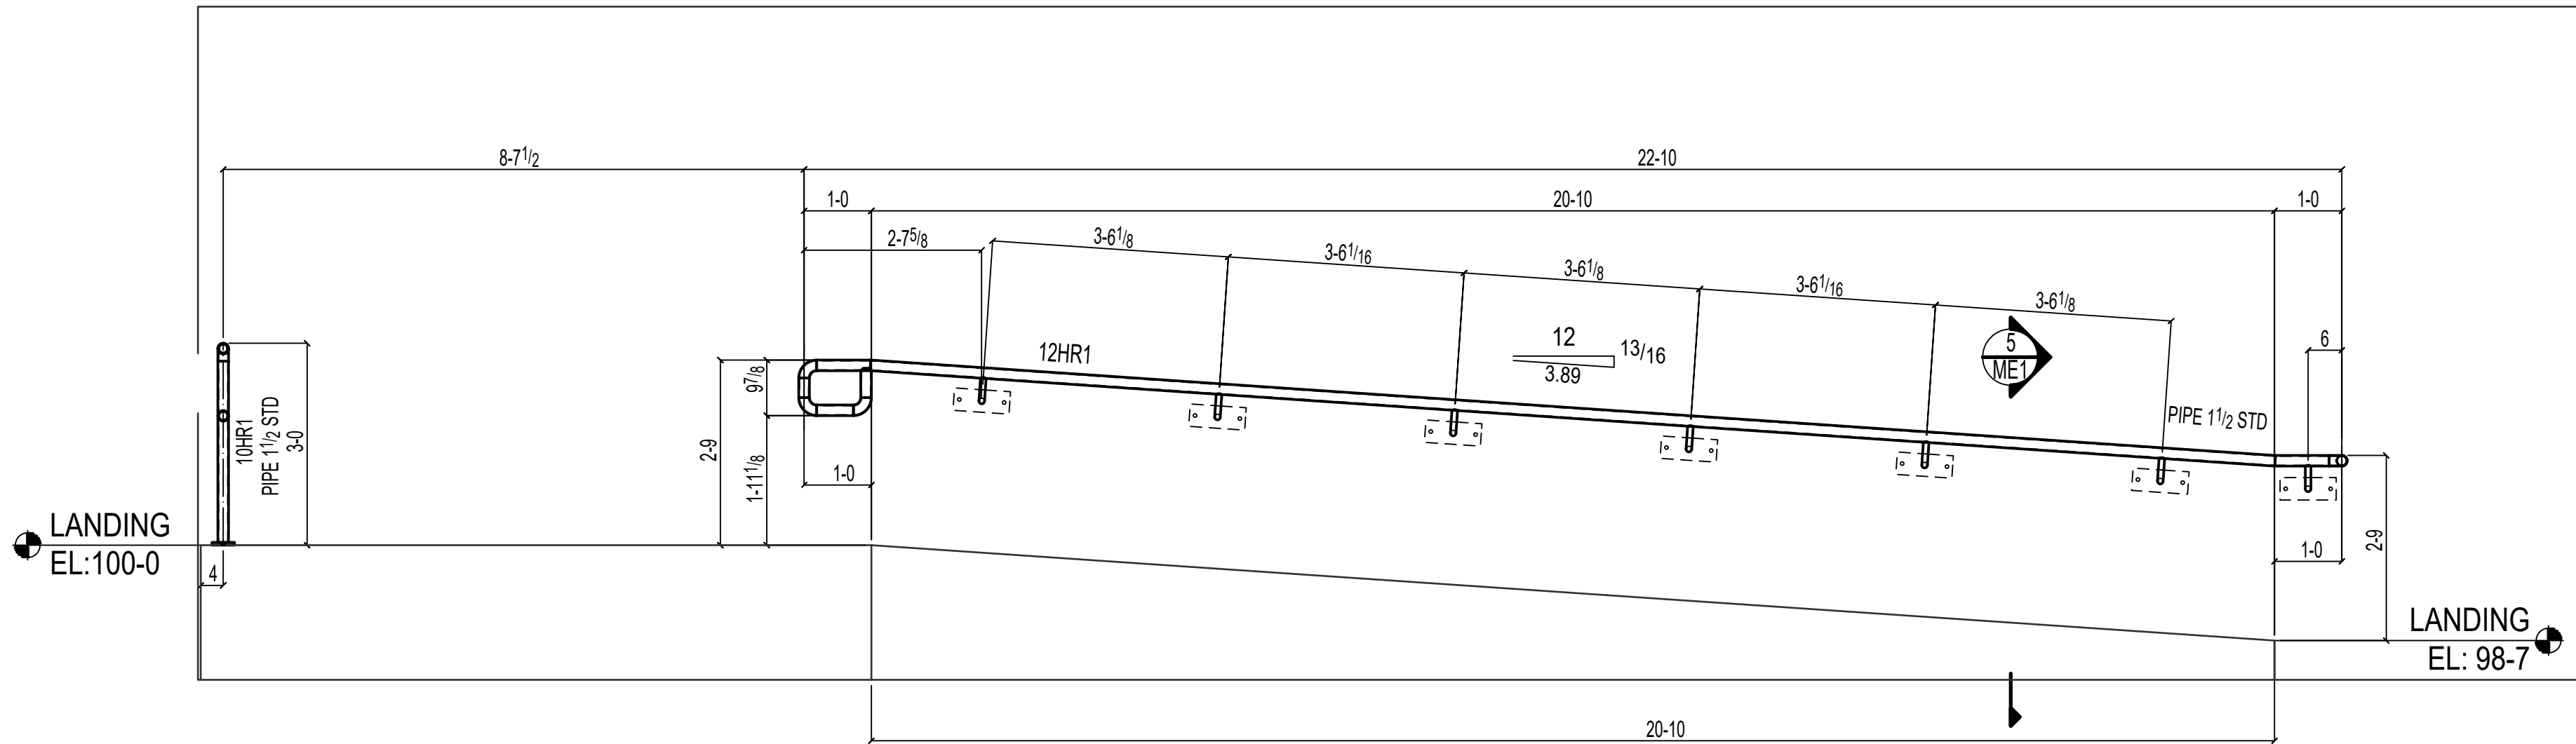 8-7 1/2
22-10
1-0
20-10
1-0
2-7 5/8
3-6 1/8
3-6 1/16
3-6 1/8
3-6 1/16
3-6 1/8
12HR1
12
13/16
3.89
5
ME1
6
PIPE 1 1/2 STD
10HR1
PIPE 1 1/2 STD
3-0
2-9
9 7/8
1-11 1/8
1-0
1-0
2-9
LANDING
EL:100-0
4
LANDING
EL: 98-7
20-10